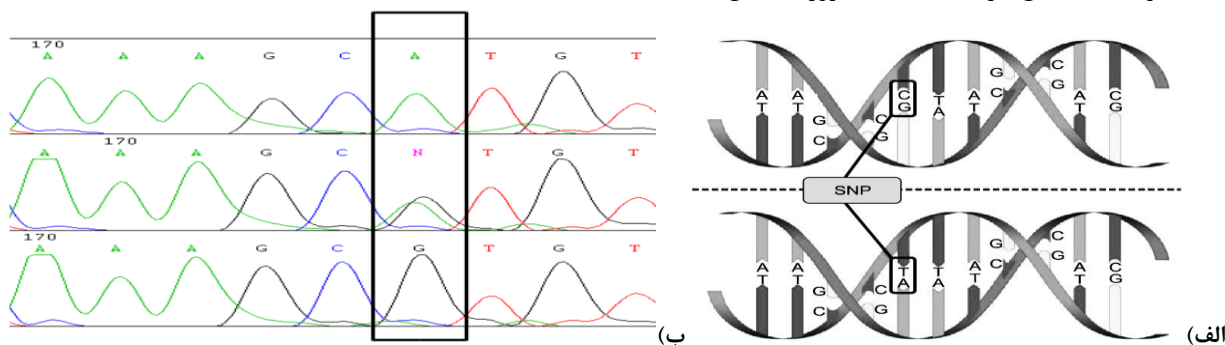 170
A A A G C A T G T
170
A A A G C N T G T
170
A A A G C G T G T
ب)
A A G C C T A G C A C
T T C G G A T C G T G
SNP
A A G C T T A G C A C
T T C G A A T C G T G
الف)